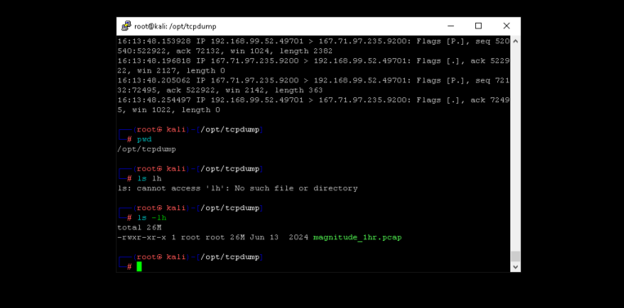 root@kali: /opt/tcpdump
16:13:48.153928 IP 192.168.99.52.49701 > 167.71.97.235.9200: Flags [P.], seq 520
540:522922, ack 72132, win 1024, length 2382
16:13:48.196818 IP 167.71.97.235.9200 > 192.168.99.52.49701: Flags [.], ack 5229
22, win 2127, length 0
16:13:48.205062 IP 167.71.97.235.9200 > 192.168.99.52.49701: Flags [P.], seq 721
32:72495, ack 522922, win 2142, length 363
16:13:48.254497 IP 192.168.99.52.49701 > 167.71.97.235.9200: Flags [.], ack 7249
5, win 1022, length 0
root@kali)-[/opt/tcpdump]
# pwd
/opt/tcpdump
root@kali)-[/opt/tcpdump]
# ls lh
ls: cannot access 'lh': No such file or directory
root@kali)-[/opt/tcpdump]
# ls -lh
total 26M
-rwxr-xr-x 1 root root 26M Jun 13  2024 magnitude_1hr.pcap
root@kali)-[/opt/tcpdump]
#